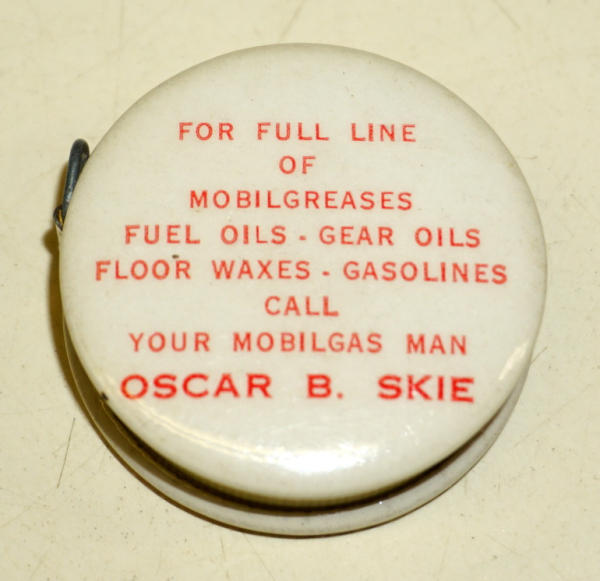 FOR FULL LINE
OF
MOBILGREASES
FUEL OILS - GEAR OILS
FLOOR WAXES - GASOLINES
CALL
YOUR MOBILGAS MAN
OSCAR B. SKIE